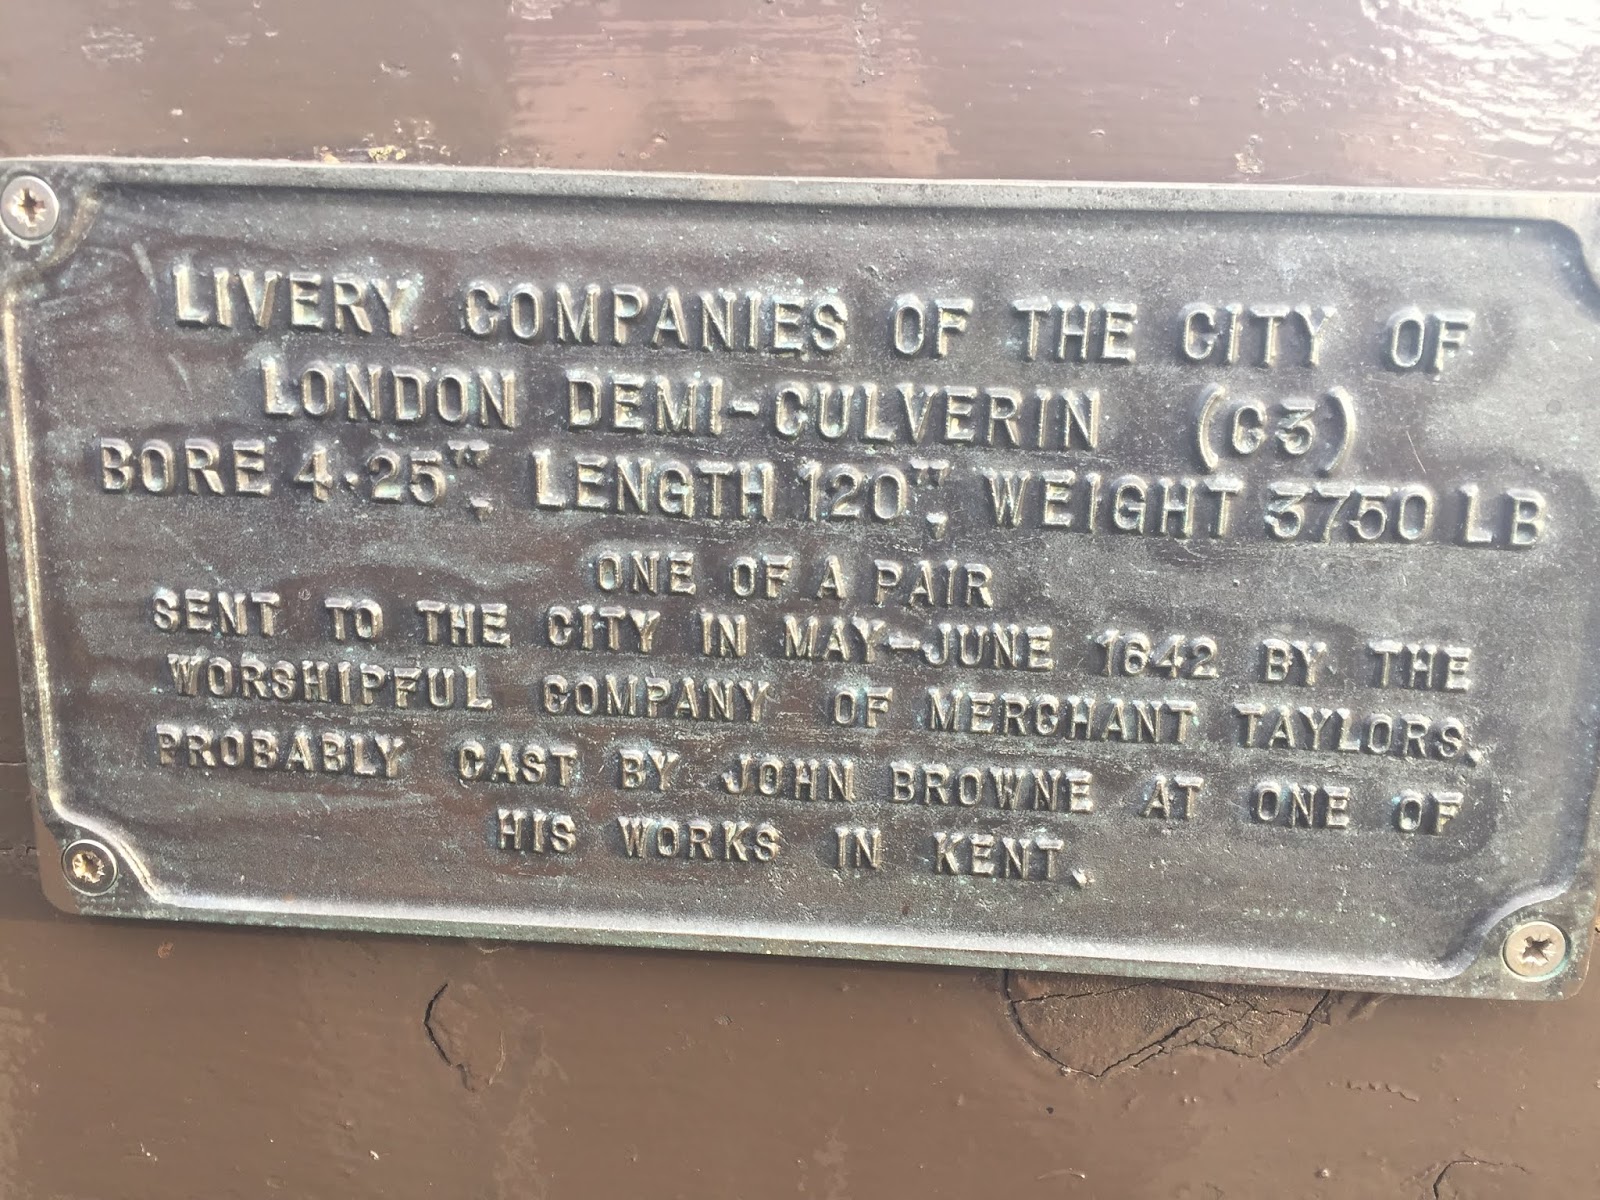 LIVERY COMPANIES OF THE CITY OF
LONDON DEMI-CULVERIN (C3)
BORE 4·25", LENGTH 120", WEIGHT 3750 LB
ONE OF A PAIR
SENT TO THE CITY IN MAY-JUNE 1642 BY THE
WORSHIPFUL COMPANY OF MERCHANT TAYLORS.
PROBABLY CAST BY JOHN BROWNE AT ONE OF
HIS WORKS IN KENT.